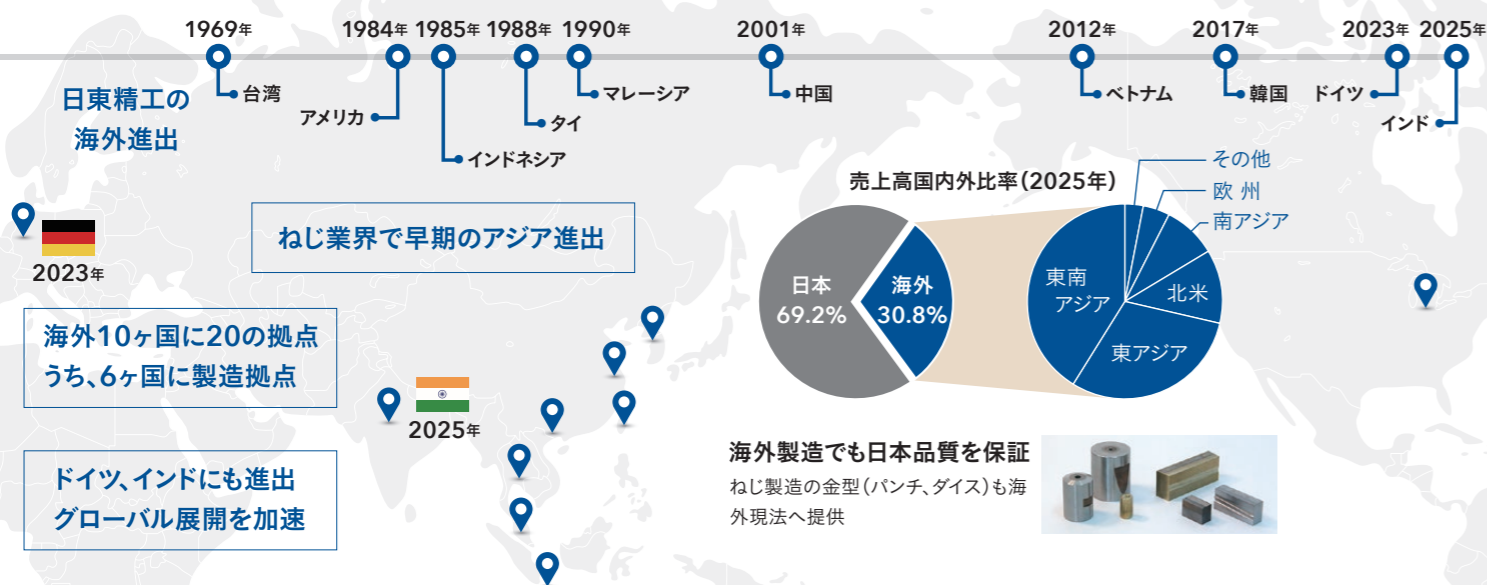 1969年
1984年
1985年
1988年
1990年
2001年
2012年
2017年
2023年
2025年
日東精工の
海外進出
台湾
アメリカ
インドネシア
タイ
マレーシア
中国
ベトナム
韓国
ドイツ
インド
2023年
ねじ業界で早期のアジア進出
海外10ヶ国に20の拠点
うち、6ヶ国に製造拠点
2025年
ドイツ、インドにも進出
グローバル展開を加速
売上高国内外比率(2025年)
日本
69.2%
海外
30.8%
その他
欧 州
南アジア
北米
東アジア
東南
アジア
海外製造でも日本品質を保証
ねじ製造の金型(パンチ、ダイス)も海
外現法へ提供